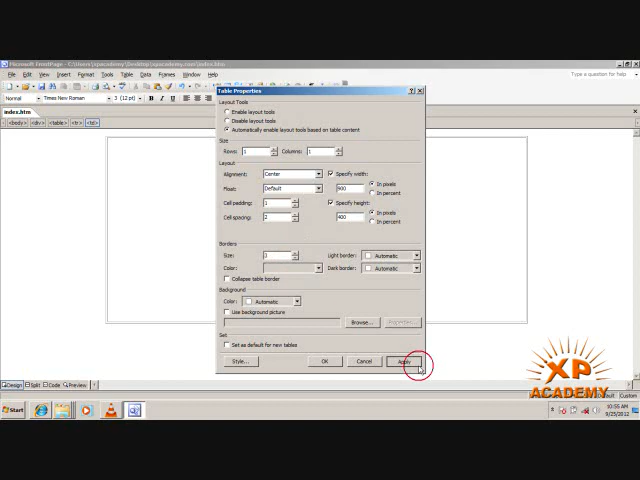 Microsoft FrontPage - C:\Users\xpacademy\Desktop\xpacademy.com\index.htm
File Edit View Insert Format Tools Table Data Frames Window Help
Type a question for help
Normal Times New Roman 3 (12 pt) B I U
index.htm
<body> <div> <table> <tr> <td>
Table Properties
Layout Tools
Enable layout tools
Disable layout tools
Automatically enable layout tools based on table content
Size
Rows: 1 Columns: 1
Layout
Alignment: Center Specify width:
Float: Default 900 In pixels
In percent
Cell padding: 1 Specify height:
Cell spacing: 2 400 In pixels
In percent
Borders
Size: Light border: Automatic
Color: Dark border: Automatic
Collapse table border
Background
Color: Automatic
Use background picture
Browse... Properties...
Set
Set as default for new tables
Style... OK Cancel Apply
XP
ACADEMY
Design Split Code Preview
Default Custom
Start
10:55 AM
9/25/2012